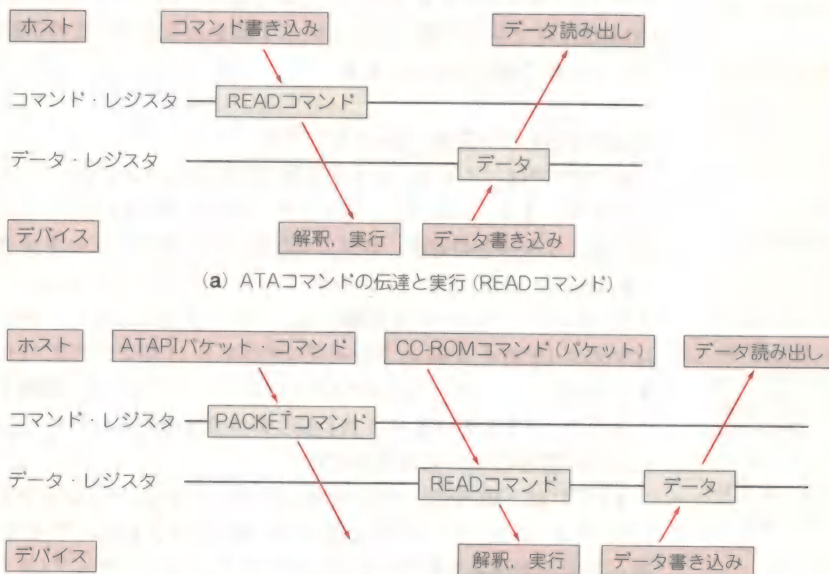 ホスト コマンド書き込み データ読み出し
コマンド・レジスタ READコマンド
データ・レジスタ データ
デバイス 解釈，実行 データ書き込み
(a) ATAコマンドの伝達と実行(READコマンド)
ホスト ATAPIパケット・コマンド CO-ROMコマンド(パケット) データ読み出し
コマンド・レジスタ PACKETコマンド
データ・レジスタ READコマンド データ
デバイス 解釈，実行 データ書き込み